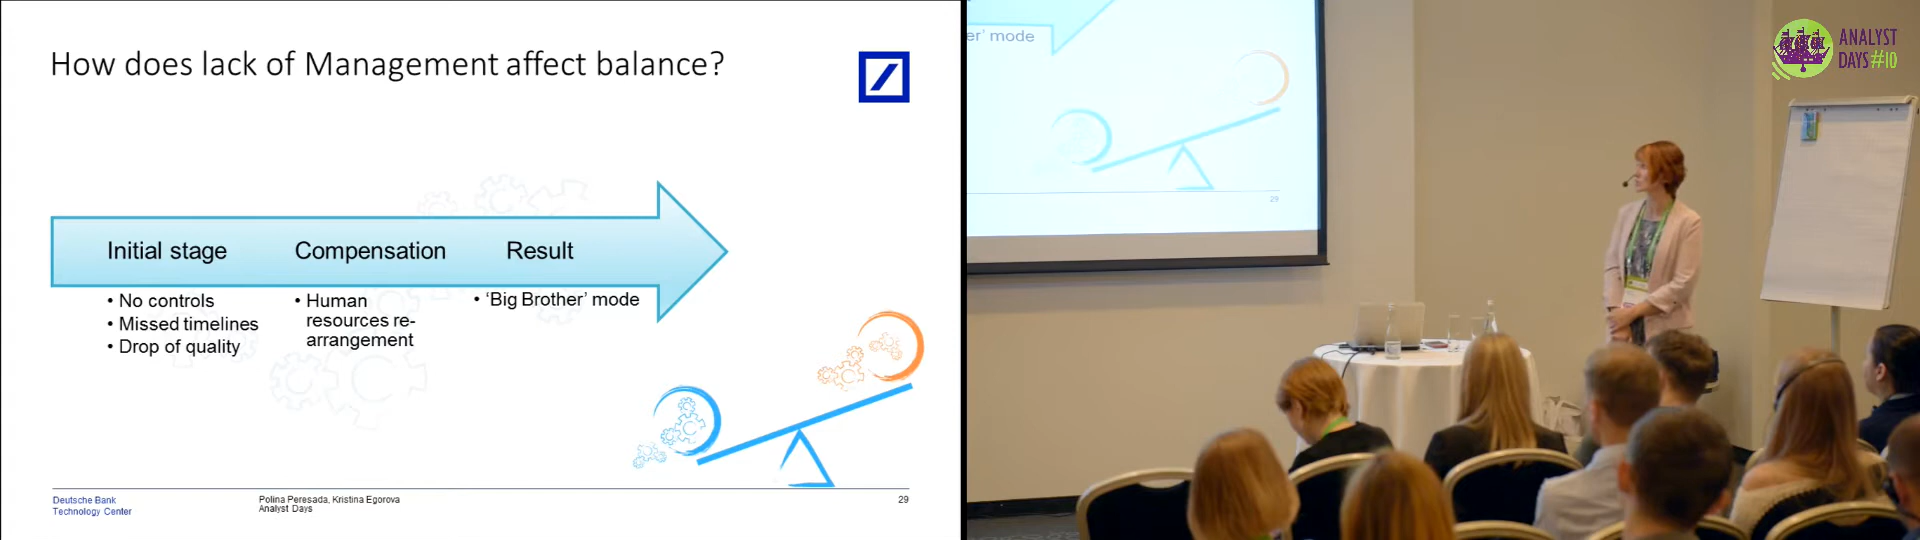 How does lack of Management affect balance?
Initial stage
Compensation
Result
• No controls
• Missed timelines
• Drop of quality
• Human
resources re-
arrangement
• ‘Big Brother’ mode
Deutsche Bank
Technology Center
Polina Peresada, Kristina Egorova
Analyst Days
29
er’ mode
29
ANALYST
DAYS#10